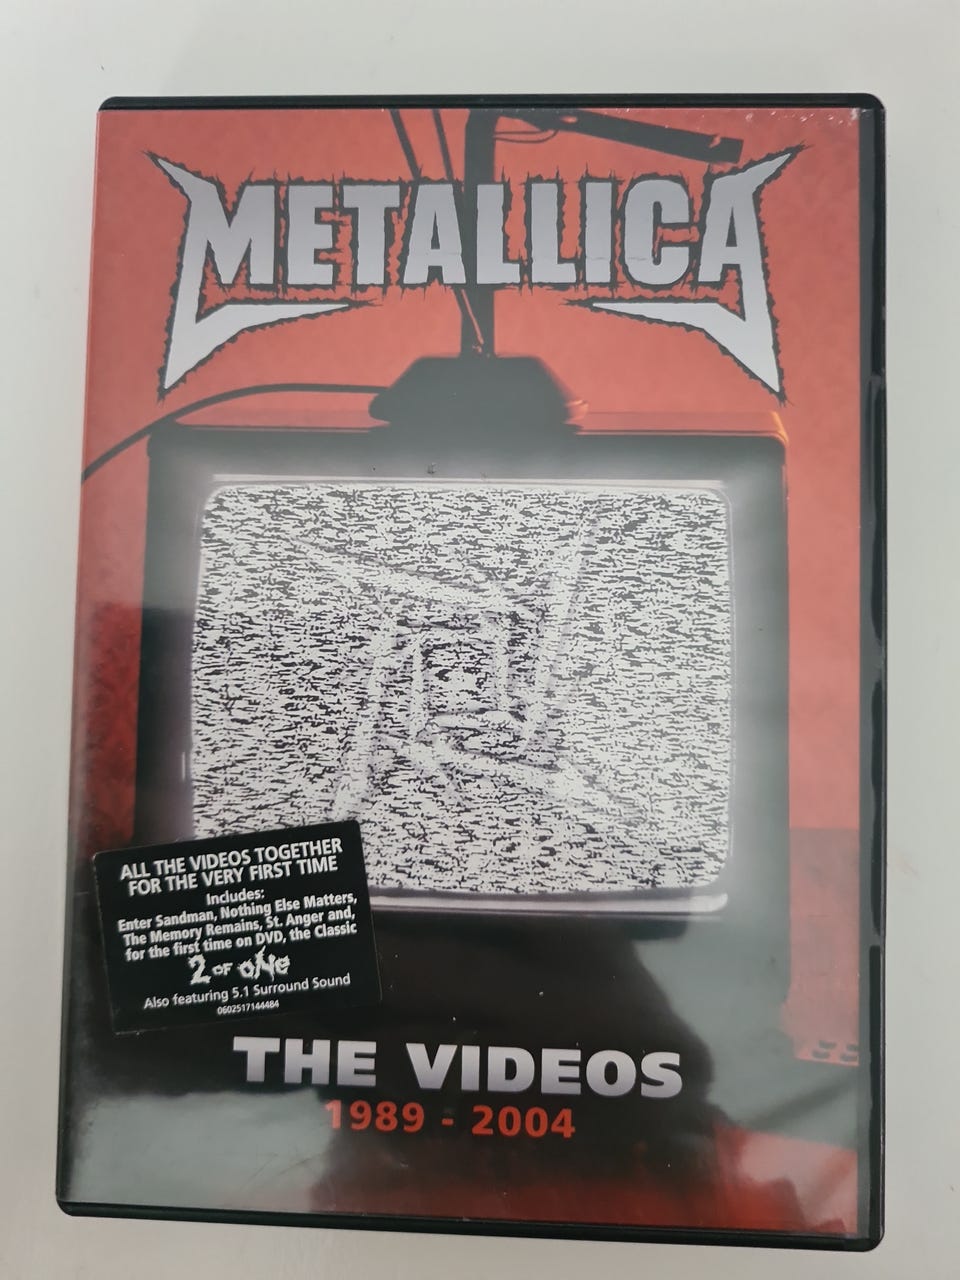 METALLICA
ALL THE VIDEOS TOGETHER
FOR THE VERY FIRST TIME
Includes:
Enter Sandman, Nothing Else Matters,
The Memory Remains, St. Anger and,
for the first time on DVD, the Classic
2 OF ONE
Also featuring 5.1 Surround Sound
0602517144484
THE VIDEOS
1989 - 2004